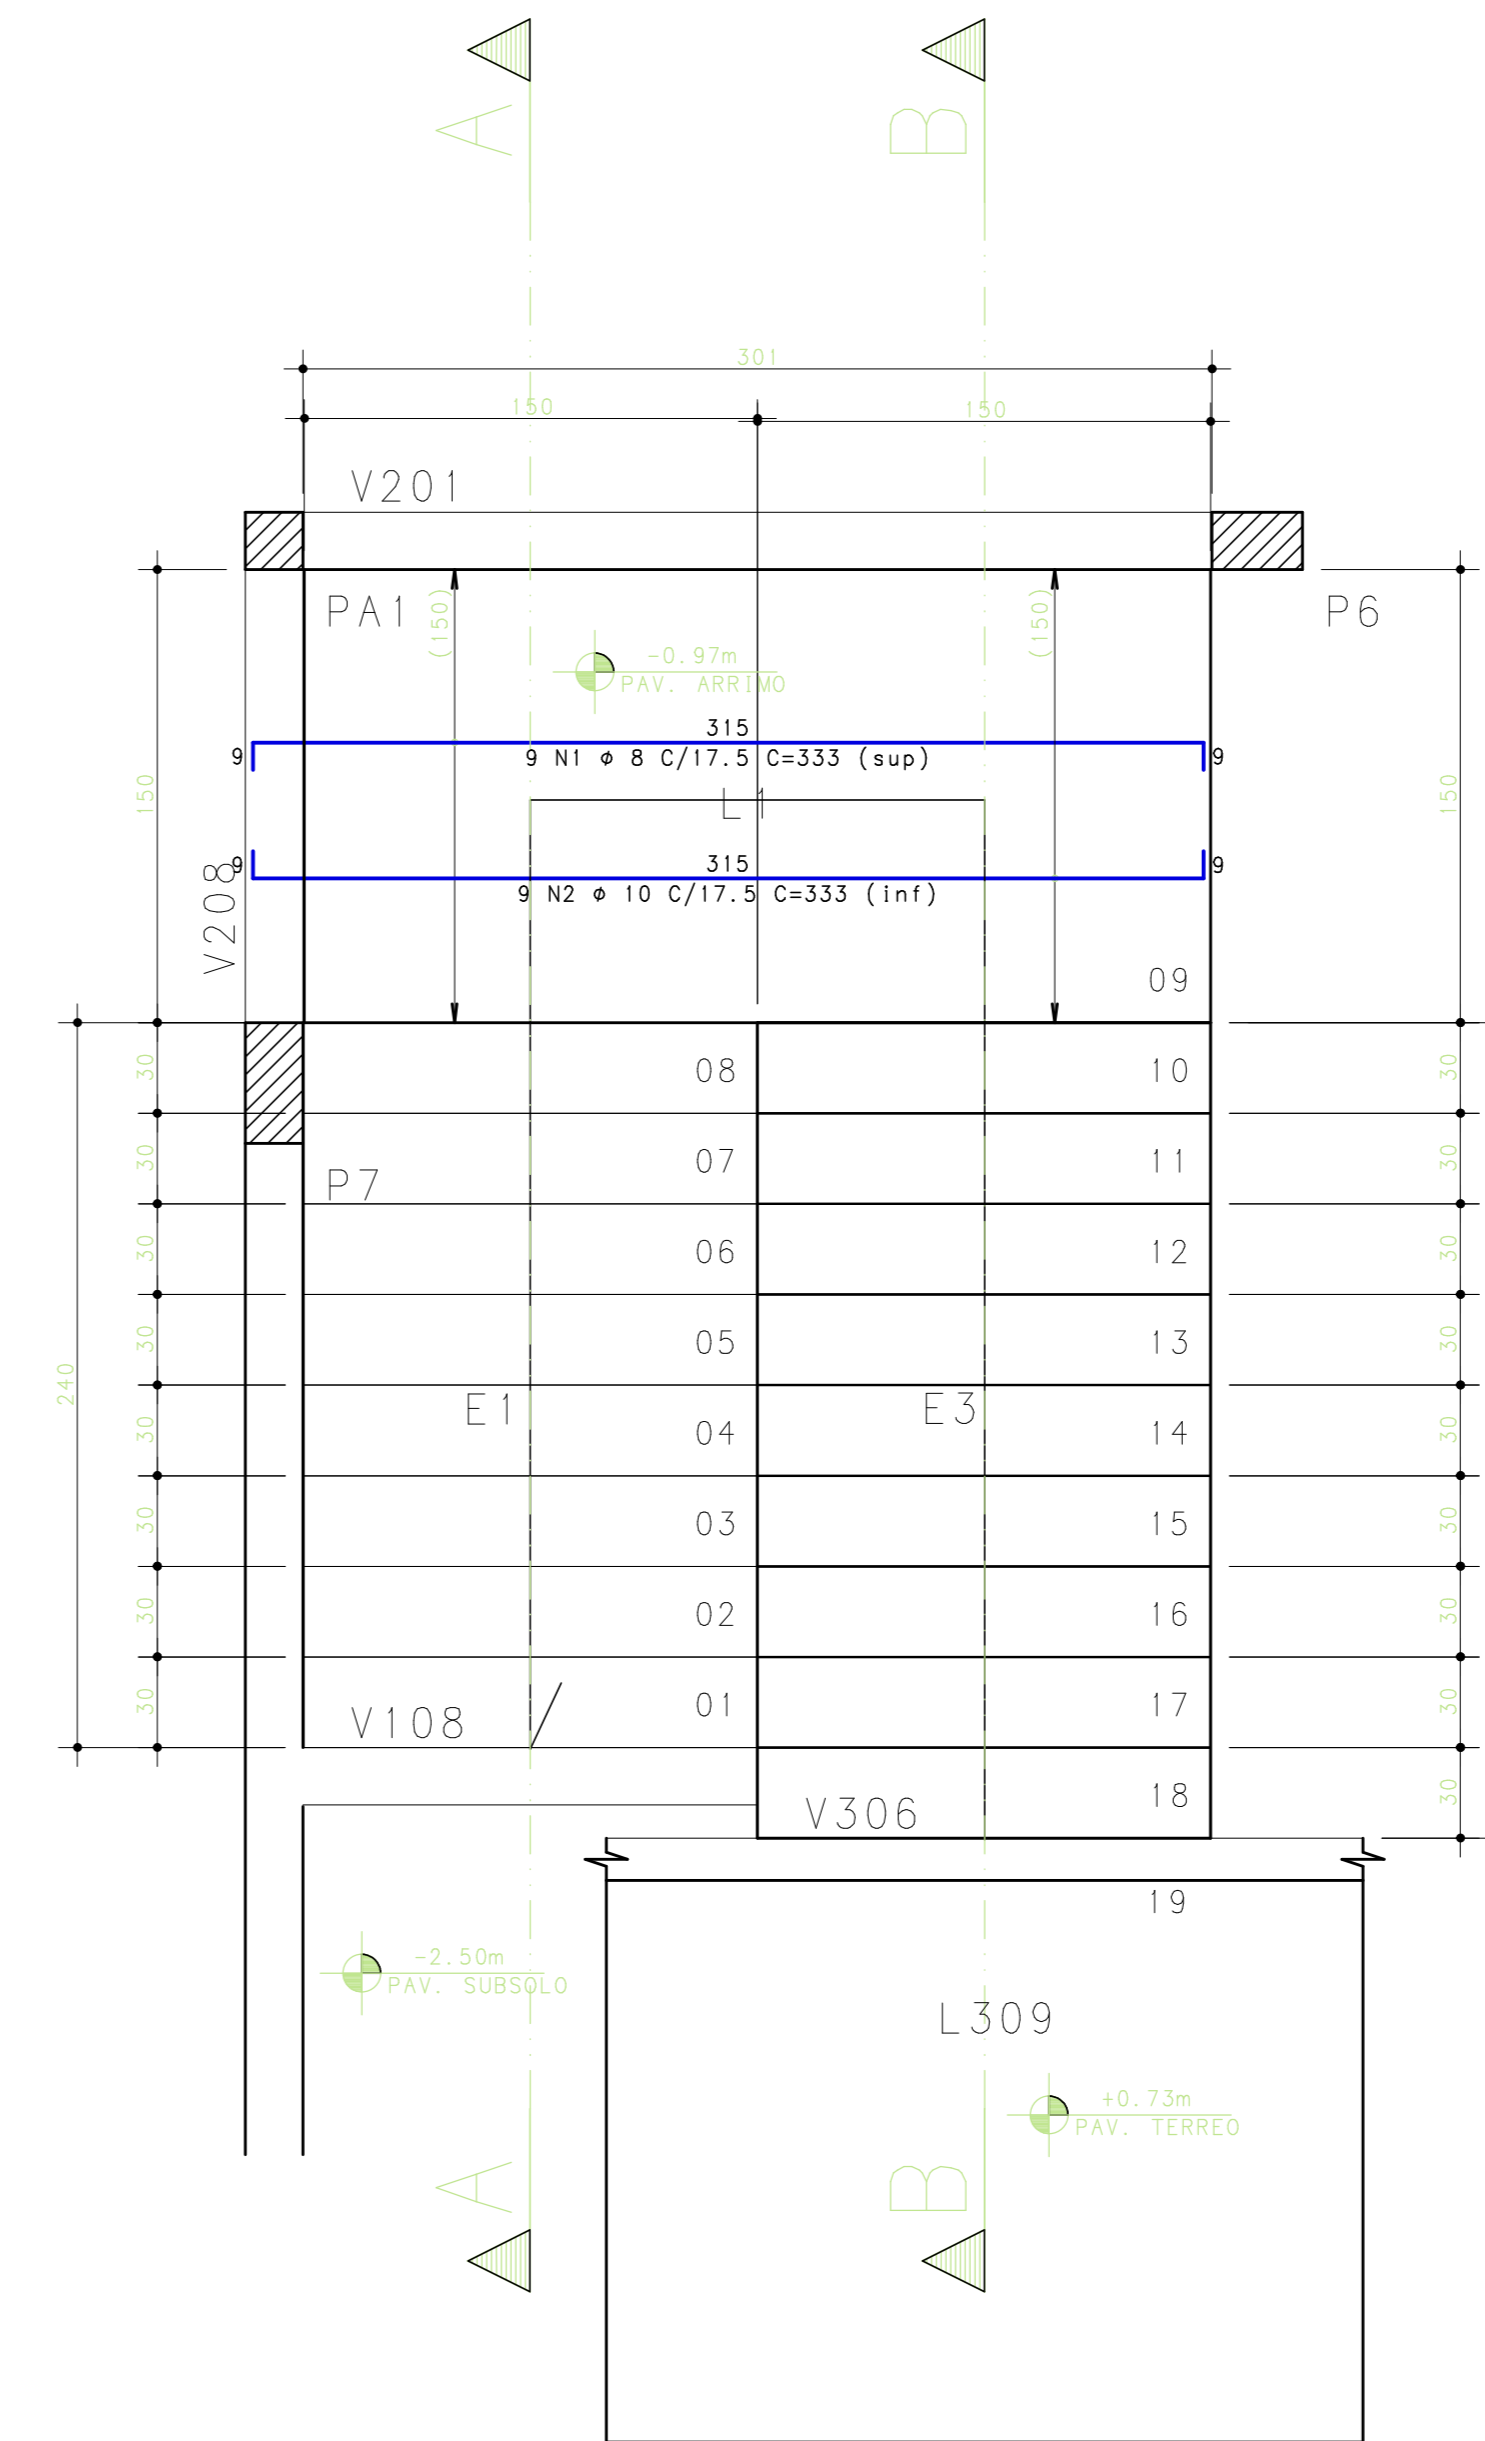 A
B
301
150
150
V201
PA1
(150)
(150)
P6
-0.97m
PAV. ARRIMO
315
9
9 N1 φ 8 C/17.5 C=333 (sup)
9
150
150
L1
V208
9
315
9
9 N2 φ 10 C/17.5 C=333 (inf)
09
30
08
10
30
30
07
11
30
P7
30
06
12
30
30
05
13
30
240
E1
E3
30
04
14
30
30
03
15
30
30
02
16
30
30
V108
01
17
30
V306
18
30
19
-2.50m
PAV. SUBSOLO
L309
+0.73m
PAV. TERREO
A
B